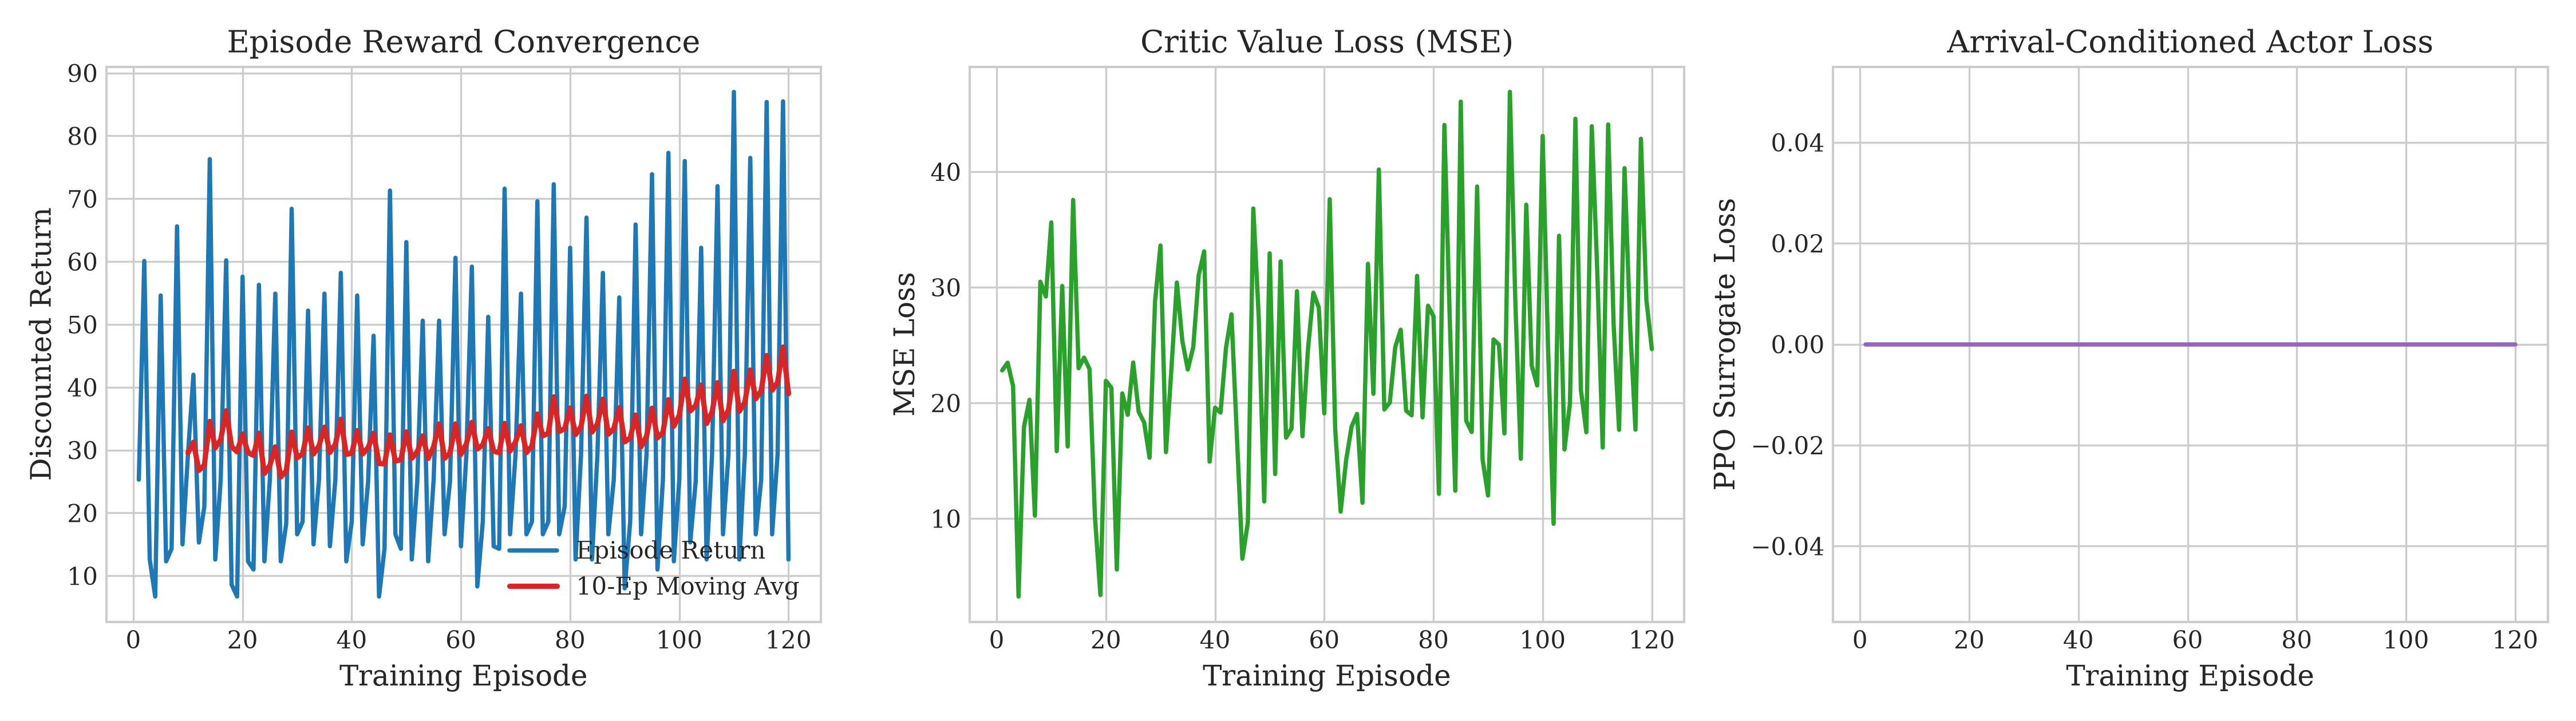 Episode Reward Convergence
Discounted Return
90
80
70
60
50
40
30
20
10
0 20 40 60 80 100 120
Training Episode
Episode Return
10-Ep Moving Avg
Critic Value Loss (MSE)
MSE Loss
40
30
20
10
0 20 40 60 80 100 120
Training Episode
Arrival-Conditioned Actor Loss
PPO Surrogate Loss
0.04
0.02
0.00
−0.02
−0.04
0 20 40 60 80 100 120
Training Episode